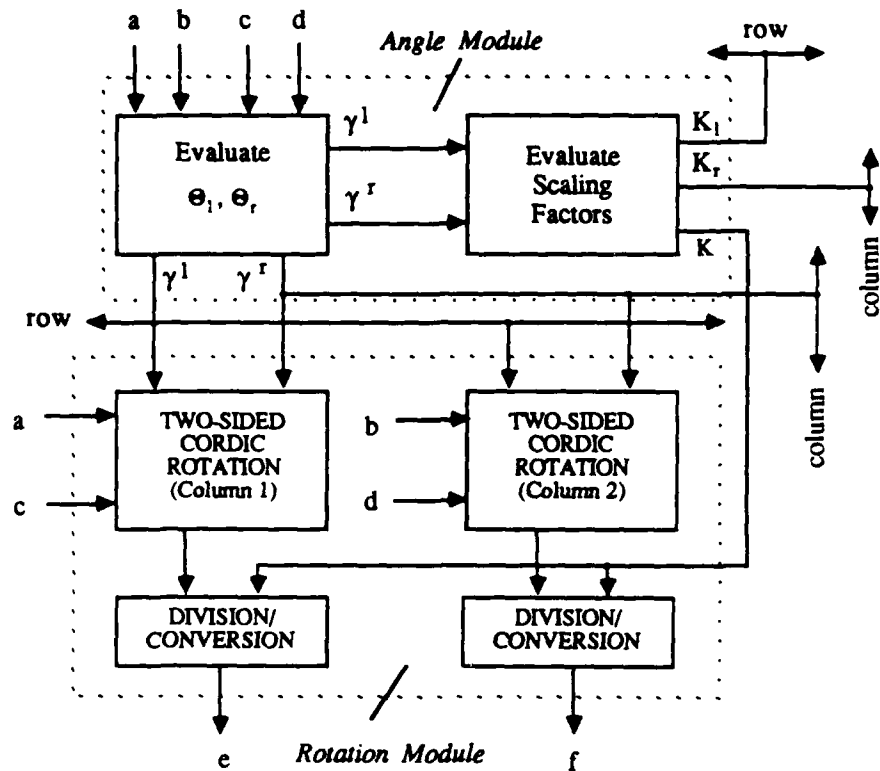 a b c d
Angle Module
row
Evaluate
Θl, Θr
γl
γr
Evaluate
Scaling
Factors
Kl
Kr
K
column
γl γr
row
column
a
c
TWO-SIDED
CORDIC
ROTATION
(Column 1)
b
d
TWO-SIDED
CORDIC
ROTATION
(Column 2)
DIVISION/
CONVERSION
DIVISION/
CONVERSION
e
Rotation Module
f